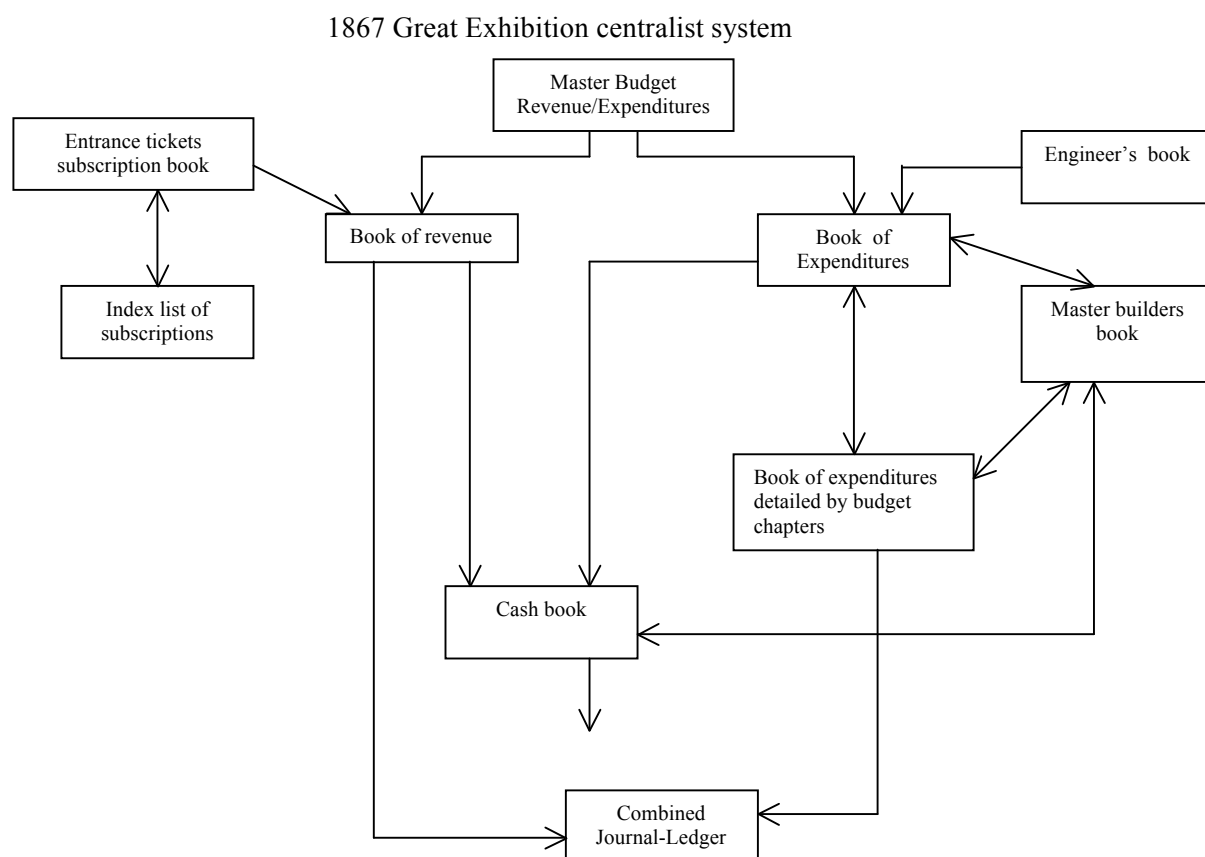 1867 Great Exhibition centralist system
Master Budget
Revenue/Expenditures
Entrance tickets
subscription book
Engineer’s book
Book of revenue
Book of
Expenditures
Index list of
subscriptions
Master builders
book
Book of expenditures
detailed by budget
chapters
Cash book
Combined
Journal-Ledger